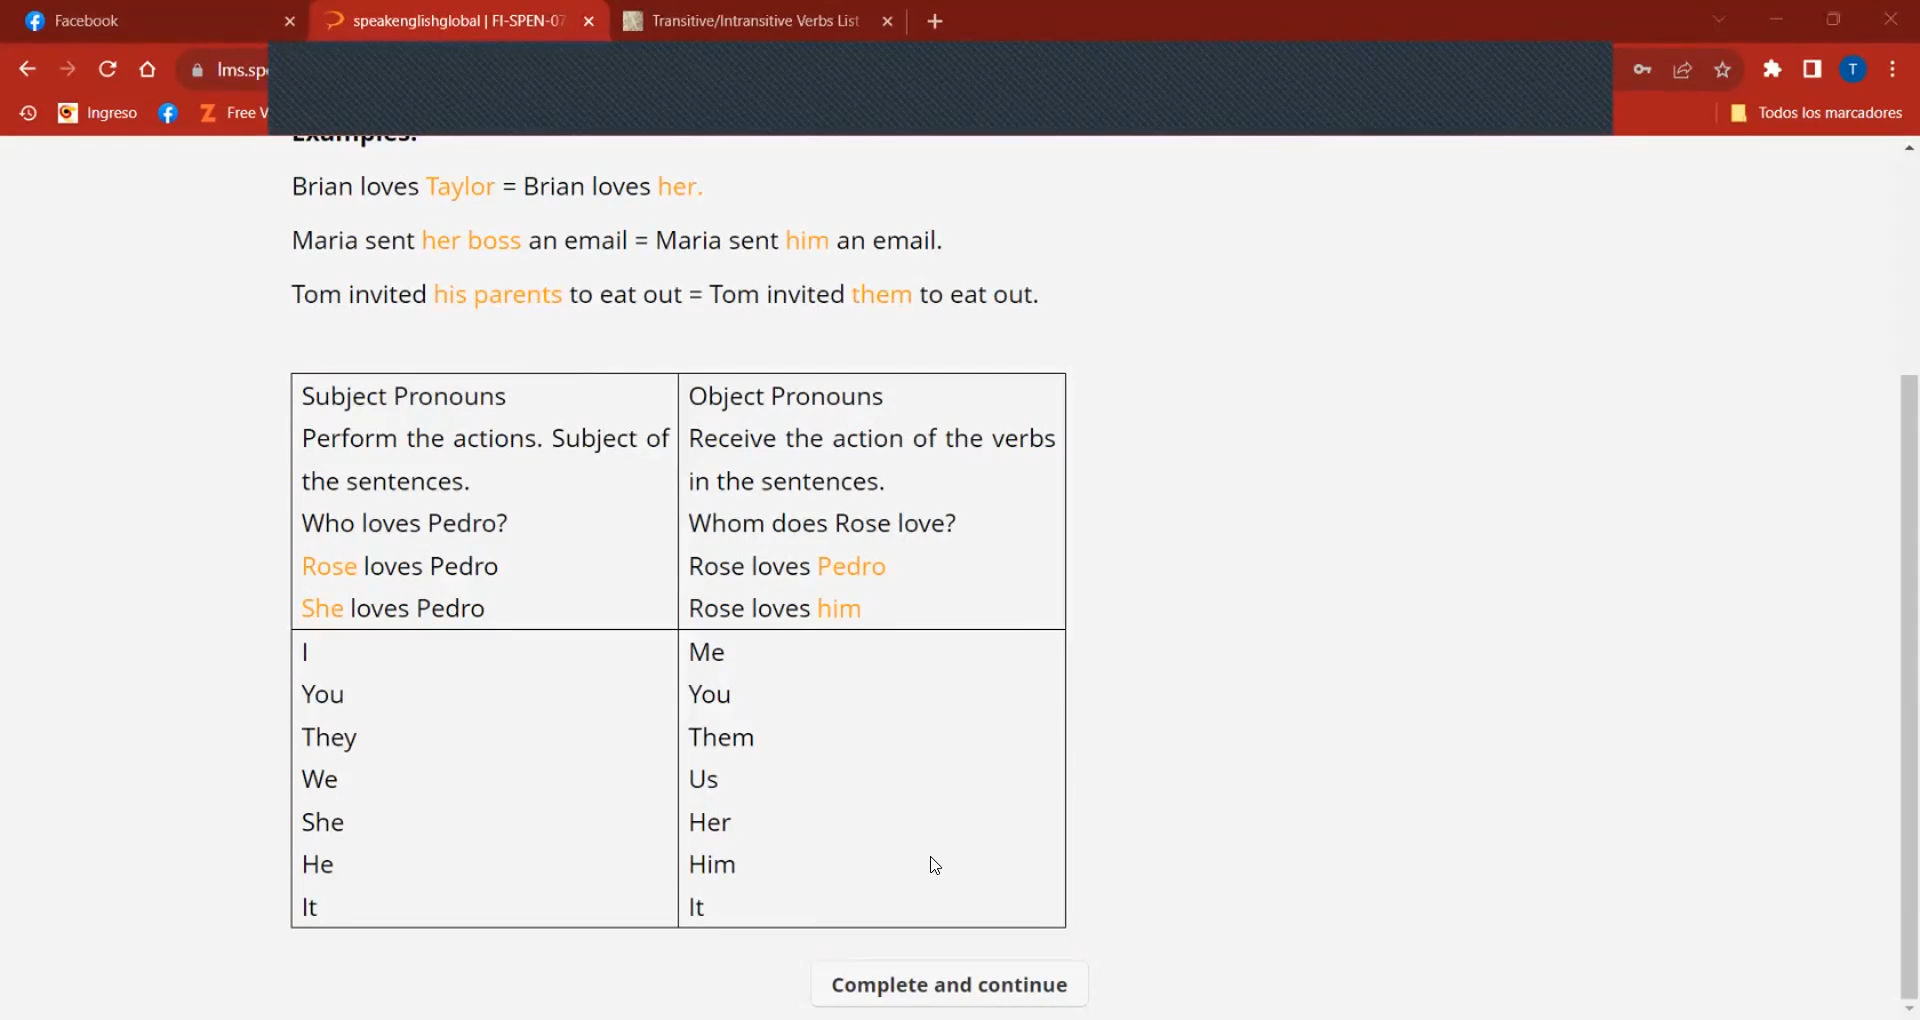 Facebook
speakenglishglobal | FI-SPEN-07
Transitive/Intransitive Verbs List
lms.sp
T
Ingreso
Free V
Todos los marcadores
Examples:
Brian loves Taylor = Brian loves her.
Maria sent her boss an email = Maria sent him an email.
Tom invited his parents to eat out = Tom invited them to eat out.
Subject Pronouns
Perform the actions. Subject of
the sentences.
Who loves Pedro?
Rose loves Pedro
She loves Pedro
Object Pronouns
Receive the action of the verbs
in the sentences.
Whom does Rose love?
Rose loves Pedro
Rose loves him
I
You
They
We
She
He
It
Me
You
Them
Us
Her
Him
It
Complete and continue